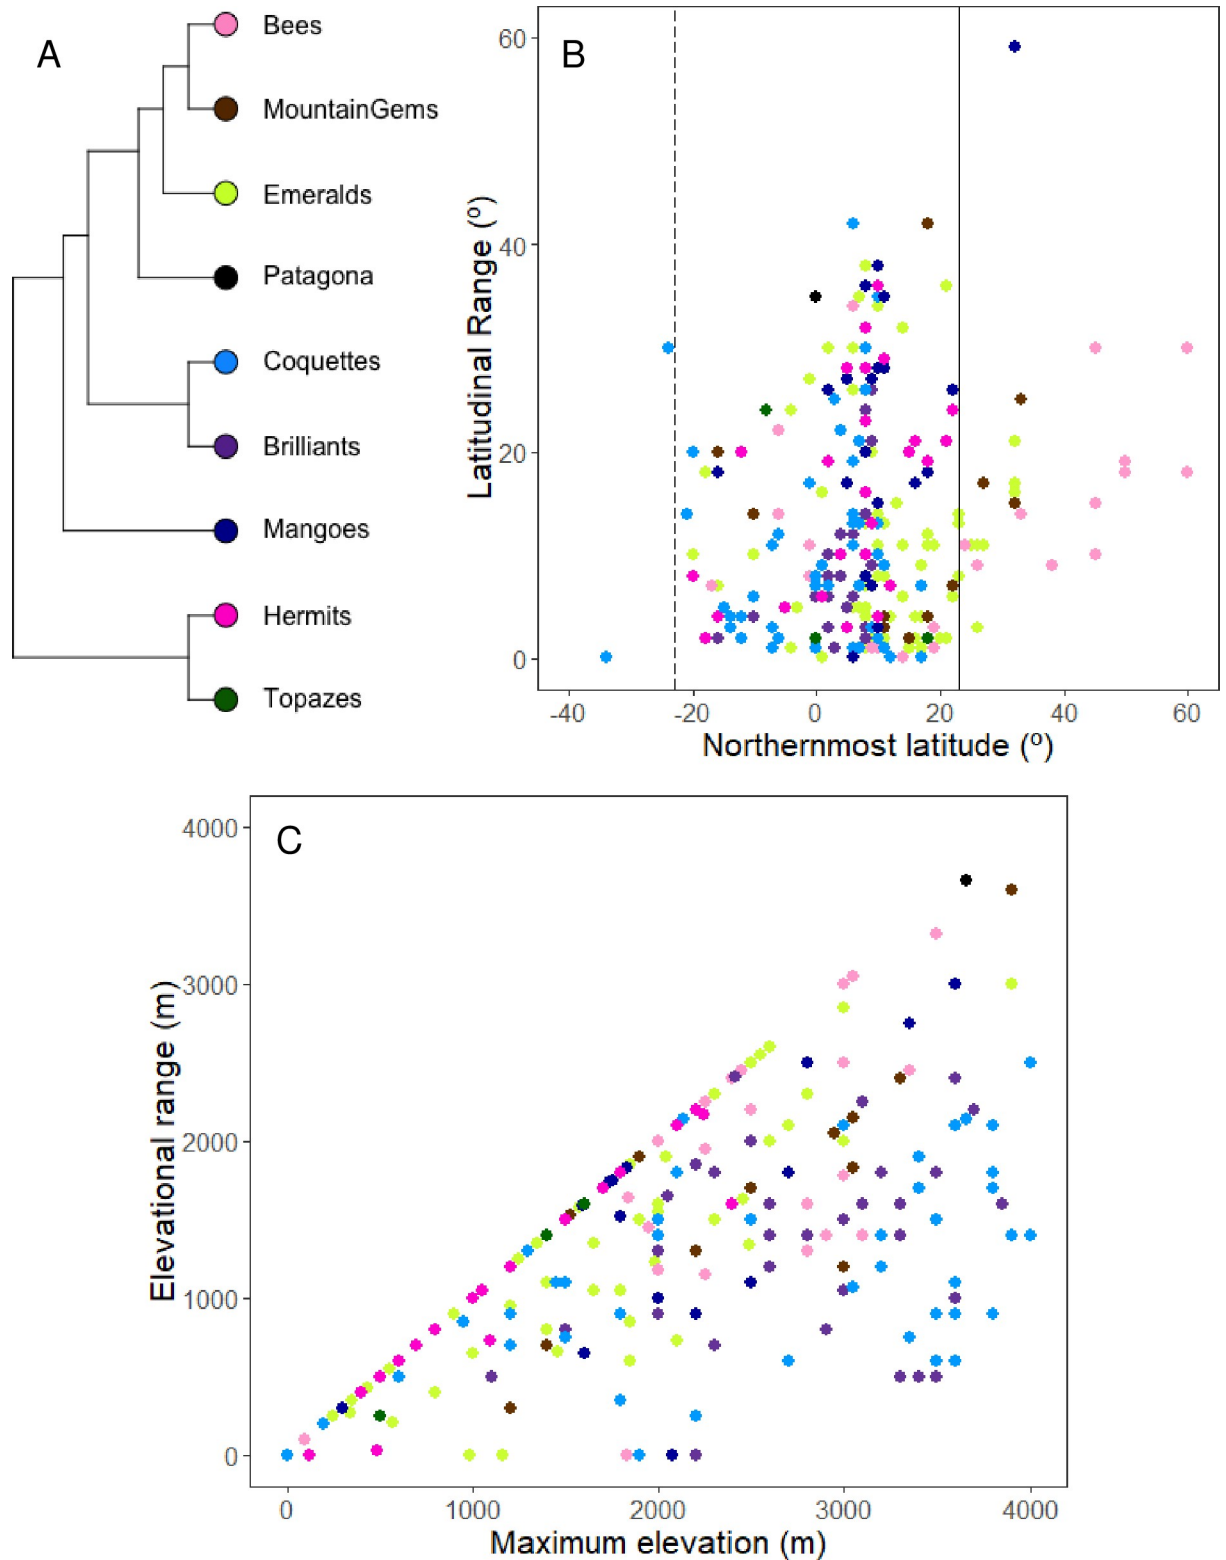 A
Bees
MountainGems
Emeralds
Patagona
Coquettes
Brilliants
Mangoes
Hermits
Topazes
B
Latitudinal Range (º)
60
40
20
0
-40 -20 0 20 40 60
Northernmost latitude (º)
C
Elevational range (m)
4000
3000
2000
1000
0
0 1000 2000 3000 4000
Maximum elevation (m)